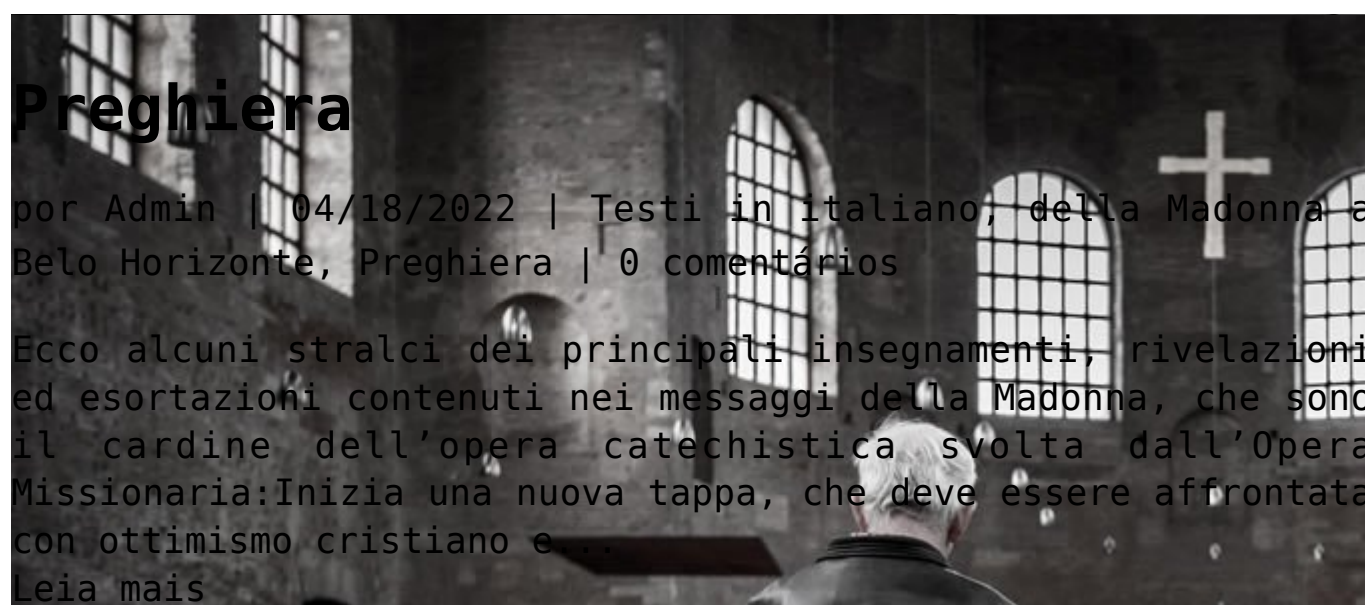 Preghiera
por Admin | 04/18/2022 | Testi in italiano, della Madonna a
Belo Horizonte, Preghiera | 0 comentários
Ecco alcuni stralci dei principali insegnamenti, rivelazioni
ed esortazioni contenuti nei messaggi della Madonna, che sono
il cardine dell’opera catechistica svolta dall’Opera
Missionaria:Inizia una nuova tappa, che deve essere affrontata
con ottimismo cristiano e...
Leia mais